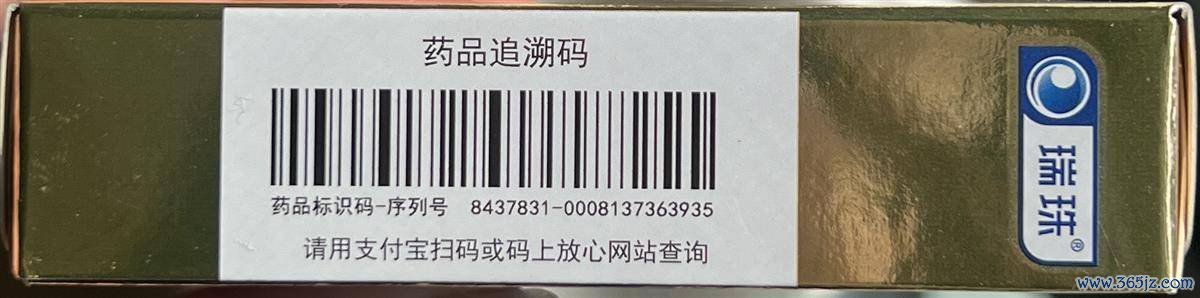 药品追溯码
药品标识码-序列号 8437831-0008137363935
请用支付宝扫码或码上放心网站查询
瑞珠®
www.365jz.com